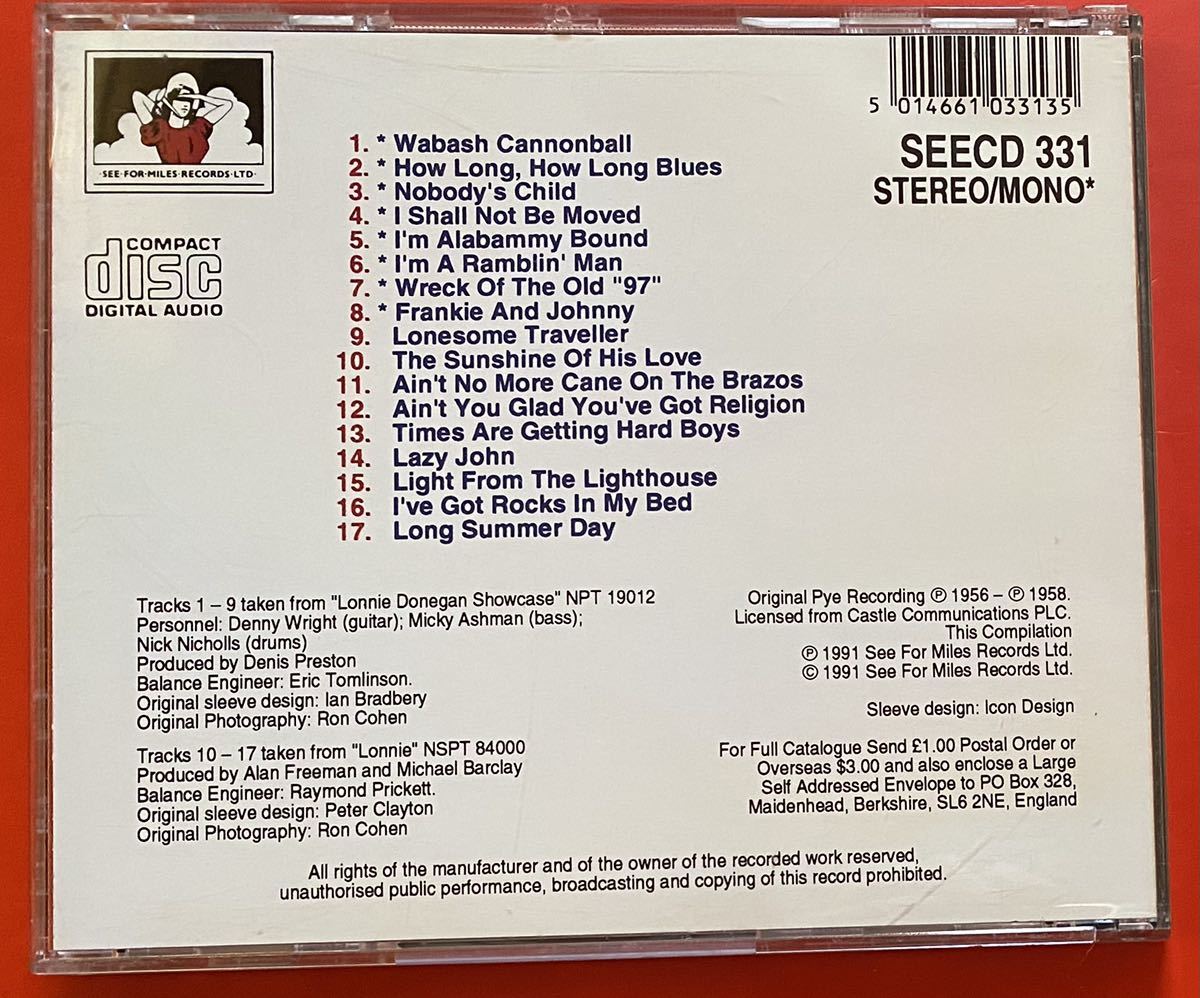 SEE·FOR·MILES·RECORDS·LTD
COMPACT
disc
DIGITAL AUDIO
5 014661 033135
SEECD 331
STEREO/MONO*
1. * Wabash Cannonball
2. * How Long, How Long Blues
3. * Nobody's Child
4. * I Shall Not Be Moved
5. * I'm Alabammy Bound
6. * I'm A Ramblin' Man
7. * Wreck Of The Old "97"
8. * Frankie And Johnny
9. Lonesome Traveller
10. The Sunshine Of His Love
11. Ain't No More Cane On The Brazos
12. Ain't You Glad You've Got Religion
13. Times Are Getting Hard Boys
14. Lazy John
15. Light From The Lighthouse
16. I've Got Rocks In My Bed
17. Long Summer Day
Tracks 1 – 9 taken from "Lonnie Donegan Showcase" NPT 19012
Personnel: Denny Wright (guitar); Micky Ashman (bass);
Nick Nicholls (drums)
Produced by Denis Preston
Balance Engineer: Eric Tomlinson.
Original sleeve design: Ian Bradbery
Original Photography: Ron Cohen
Tracks 10 – 17 taken from "Lonnie" NSPT 84000
Produced by Alan Freeman and Michael Barclay
Balance Engineer: Raymond Prickett.
Original sleeve design: Peter Clayton
Original Photography: Ron Cohen
Original Pye Recording ℗ 1956 – ℗ 1958.
Licensed from Castle Communications PLC.
This Compilation
℗ 1991 See For Miles Records Ltd.
© 1991 See For Miles Records Ltd.
Sleeve design: Icon Design
For Full Catalogue Send £1.00 Postal Order or
Overseas $3.00 and also enclose a Large
Self Addressed Envelope to PO Box 328,
Maidenhead, Berkshire, SL6 2NE, England
All rights of the manufacturer and of the owner of the recorded work reserved,
unauthorised public performance, broadcasting and copying of this record prohibited.